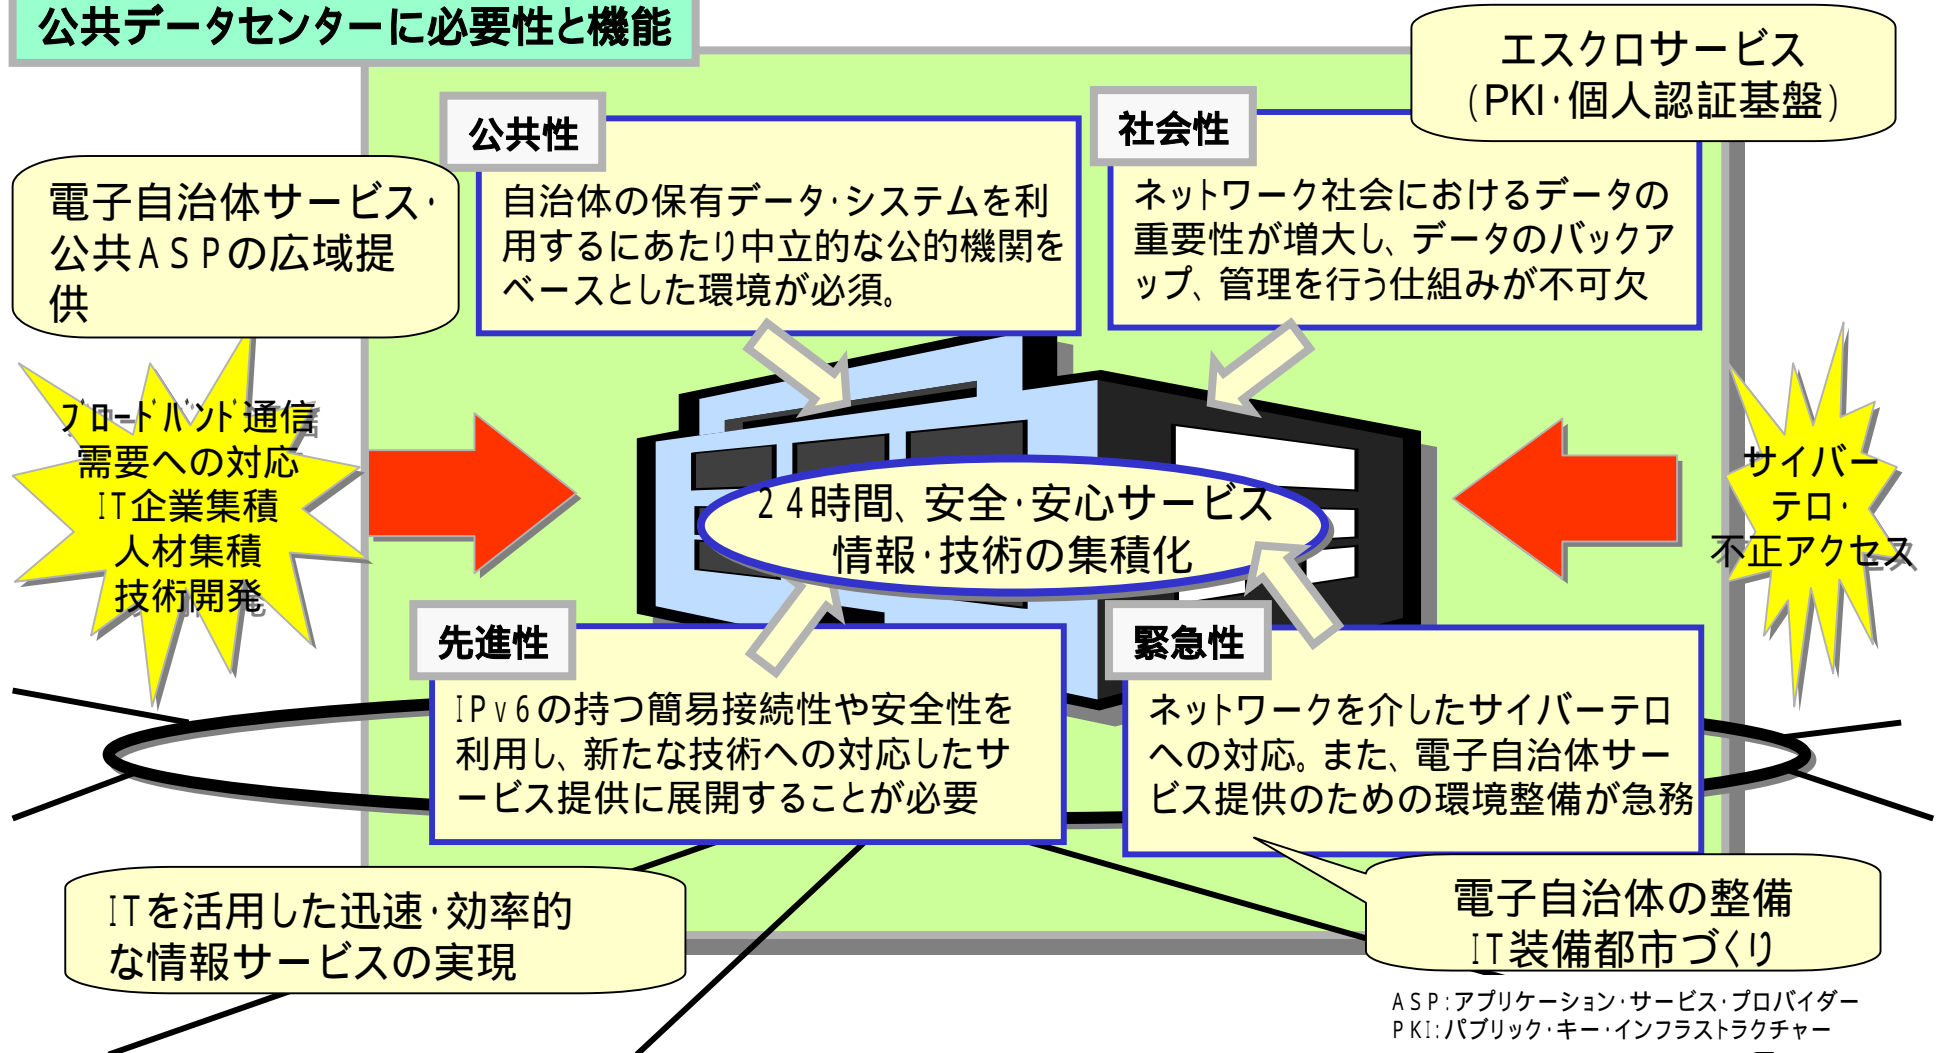 公共データセンターに必要性と機能
エスクロサービス
(PKI・個人認証基盤)
公共性
自治体の保有データ・システムを利
用するにあたり中立的な公的機関を
ベースとした環境が必須。
社会性
ネットワーク社会におけるデータの
重要性が増大し、データのバックア
ップ、管理を行う仕組みが不可欠
電子自治体サービス・
公共ASPの広域提
供
ブロードバンド通信
需要への対応
IT企業集積
人材集積
技術開発
24時間、安全・安心サービス
情報・技術の集積化
サイバー
テロ・
不正アクセス
先進性
IPv6の持つ簡易接続性や安全性を
利用し、新たな技術への対応したサ
ービス提供に展開することが必要
緊急性
ネットワークを介したサイバーテロ
への対応。また、電子自治体サー
ビス提供のための環境整備が急務
ITを活用した迅速・効率的
な情報サービスの実現
電子自治体の整備
IT装備都市づくり
ASP:アプリケーション・サービス・プロバイダー
PKI:パブリック・キー・インフラストラクチャー